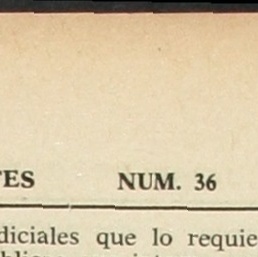 TES NUM. 36
diciales que lo requie